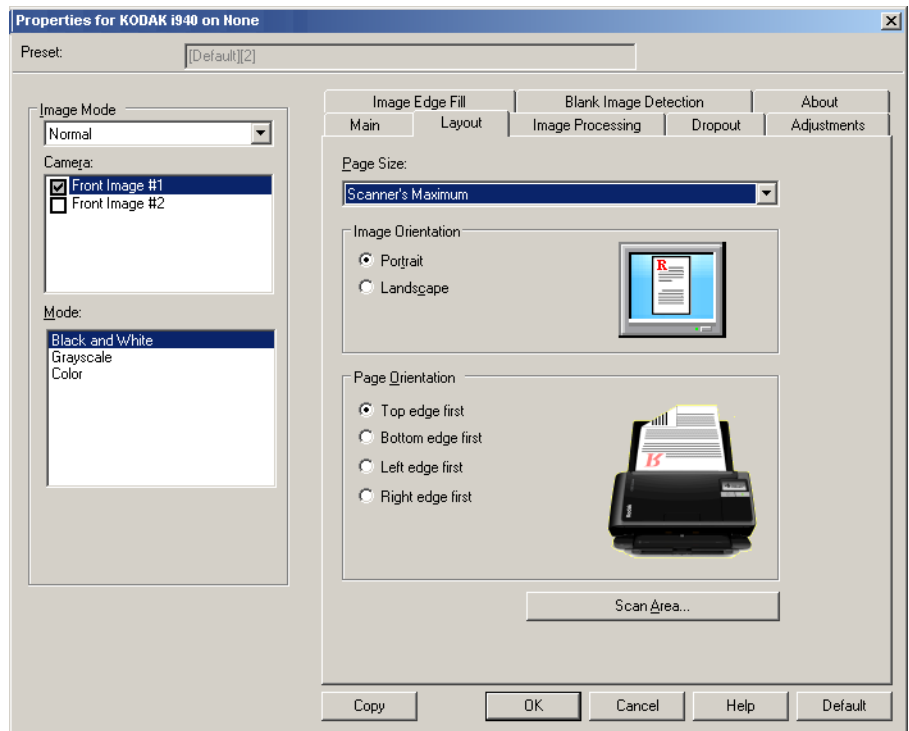 Properties for KODAK i940 on None
Preset:
[Default][2]
Image Mode
Normal
Camera:
Front Image #1
Front Image #2
Mode:
Black and White
Grayscale
Color
Image Edge Fill
Blank Image Detection
About
Main
Layout
Image Processing
Dropout
Adjustments
Page Size:
Scanner's Maximum
Image Orientation
Portrait
Landscape
R
Page Orientation
Top edge first
Bottom edge first
Left edge first
Right edge first
R
Kodak
Scan Area...
Copy
OK
Cancel
Help
Default